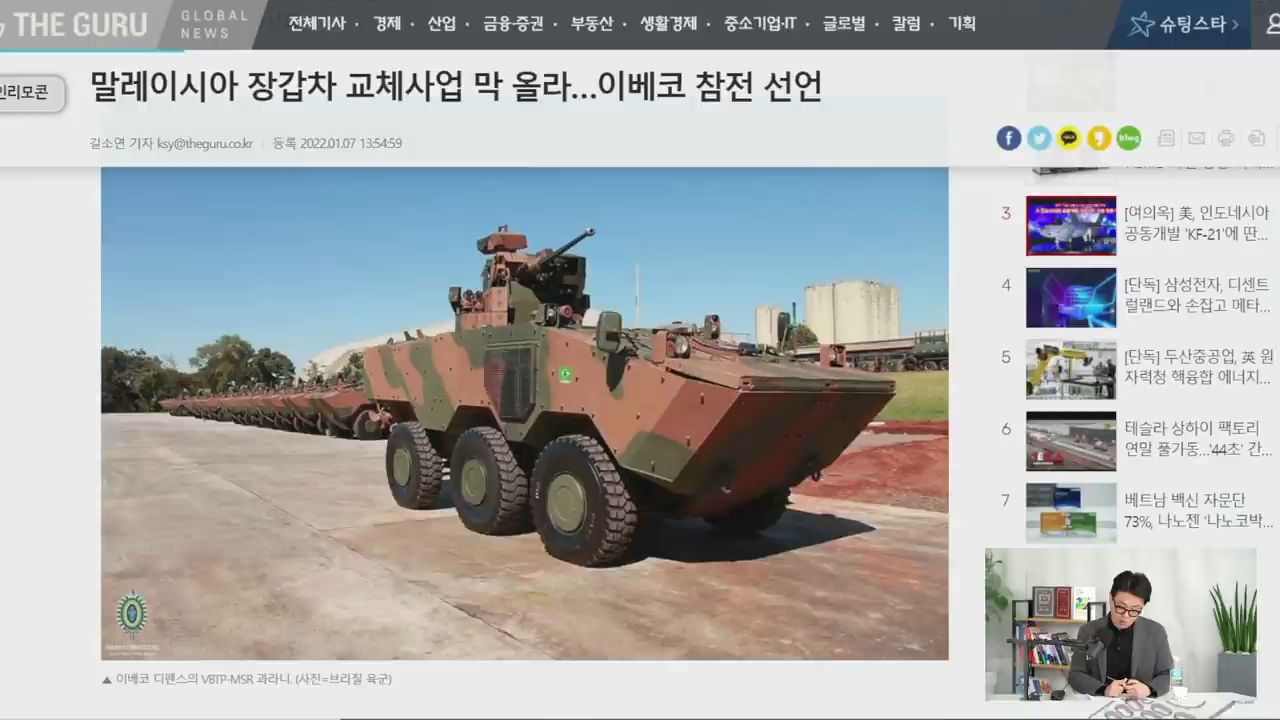 THE GURU
GLOBAL
NEWS
전체기사 · 경제 · 산업 · 금융·증권 · 부동산 · 생활경제 · 중소기업·IT · 글로벌 · 칼럼 · 기획
슈팅스타 >
인리모콘
말레이시아 장갑차 교체사업 막 올라...이베코 참전 선언
길소연 기자 ksy@theguru.co.kr
등록 2022.01.07 13:54:59
blog
3
[여의옥] 美, 인도네시아
공동개발 'KF-21'에 딴...
4
[단독] 삼성전자, 디센트
럴랜드와 손잡고 메타...
5
[단독] 두산중공업, 英 원
자력청 핵융합 에너지...
6
테슬라 상하이 팩토리
연말 풀가동...'44초' 간...
7
베트남 백신 자문단
73%, 나노젠 '나노코박...
▲ 이베코 디펜스의 VBTP-MSR 과라니. (사진=브라질 육군)